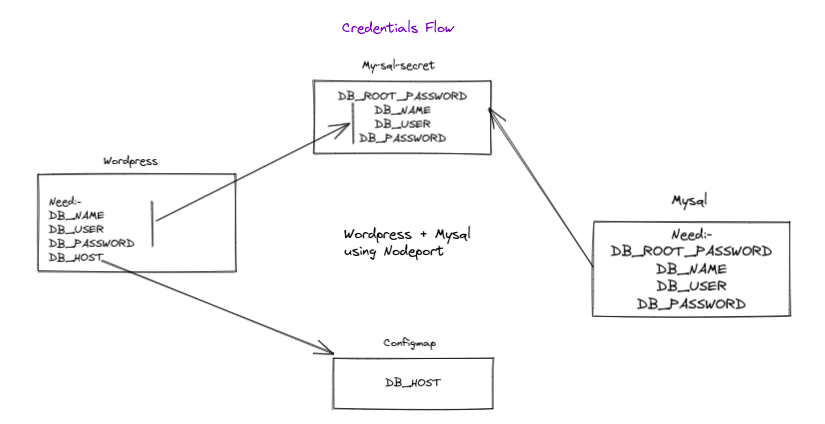 Credentials Flow
My-sql-secret
DB_ROOT_PASSWORD
DB_NAME
DB_USER
DB_PASSWORD
Wordpress
Need:-
DB_NAME
DB_USER
DB_PASSWORD
DB_HOST
Wordpress + Mysql
using Nodeport
Mysql
Need:-
DB_ROOT_PASSWORD
DB_NAME
DB_USER
DB_PASSWORD
Configmap
DB_HOST